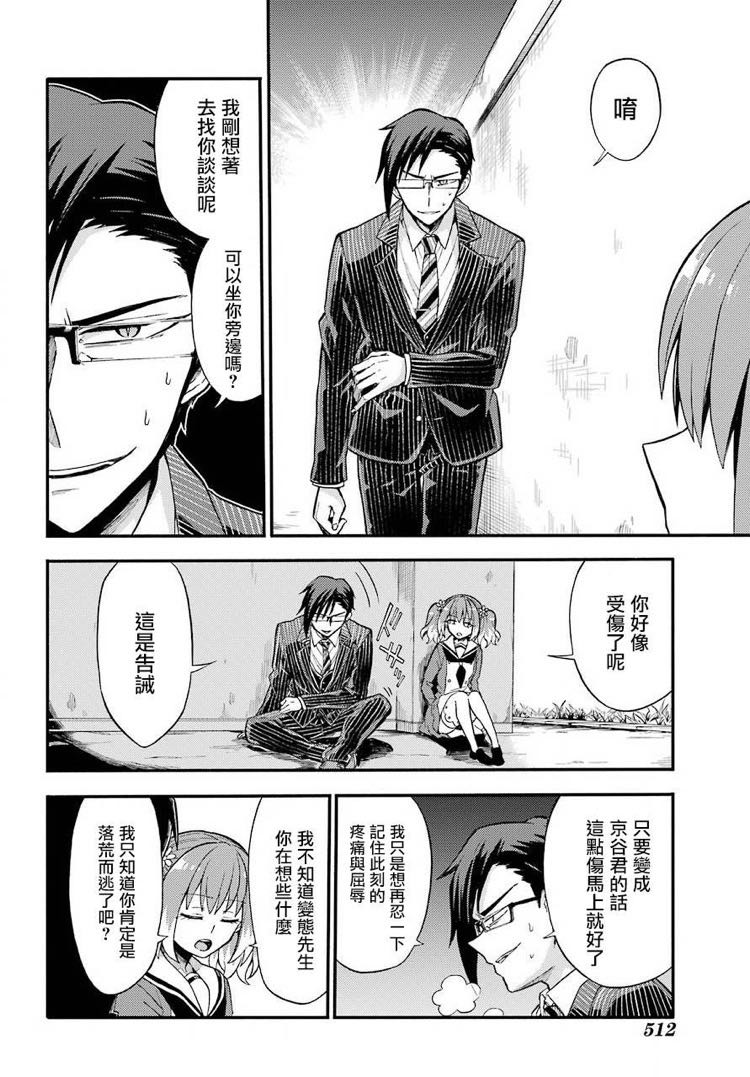 唷
我剛想著
去找你談談呢
可以坐你旁邊嗎？
你好像
受傷了呢
ドサッ
這是告誡
只要變成
京谷君的話
這點傷馬上就好了
我只是想再忍一下
記住此刻的
疼痛與屈辱
我不知道變態先生
你在想些什麼
我只知道你肯定是
落荒而逃了吧？
512